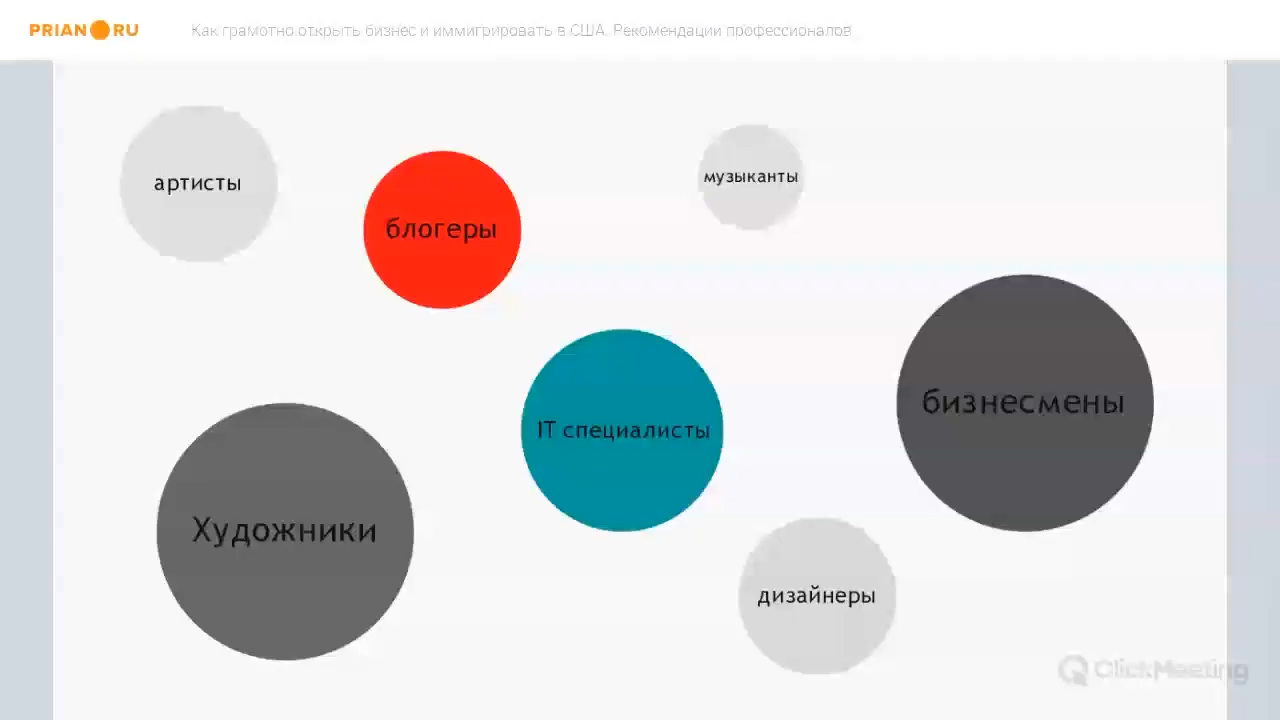 PRIAN RU
Как грамотно открыть бизнес и иммигрировать в США. Рекомендации профессионалов
артисты
блогеры
музыканты
бизнесмены
IT специалисты
Художники
дизайнеры
ClickMeeting